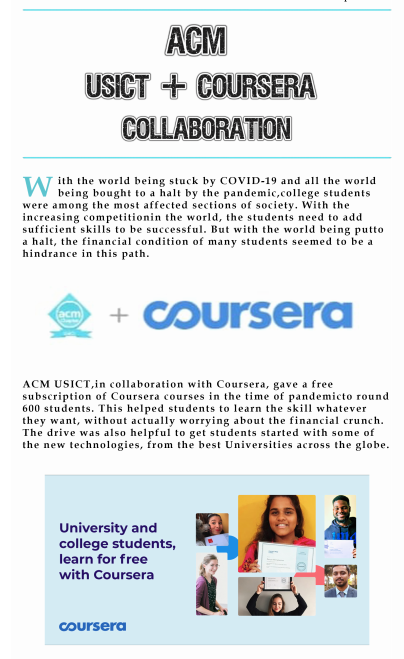 ACM
USICT + COURSERA
COLLABORATION
With the world being stuck by COVID-19 and all the world
being bought to a halt by the pandemic,college students
were among the most affected sections of society. With the
increasing competitionin the world, the students need to add
sufficient skills to be successful. But with the world being putto
a halt, the financial condition of many students seemed to be a
hindrance in this path.
acm
+ coursera
ACM USICT,in collaboration with Coursera, gave a free
subscription of Coursera courses in the time of pandemicto round
600 students. This helped students to learn the skill whatever
they want, without actually worrying about the financial crunch.
The drive was also helpful to get students started with some of
the new technologies, from the best Universities across the globe.
University and
college students,
learn for free
with Coursera
coursera